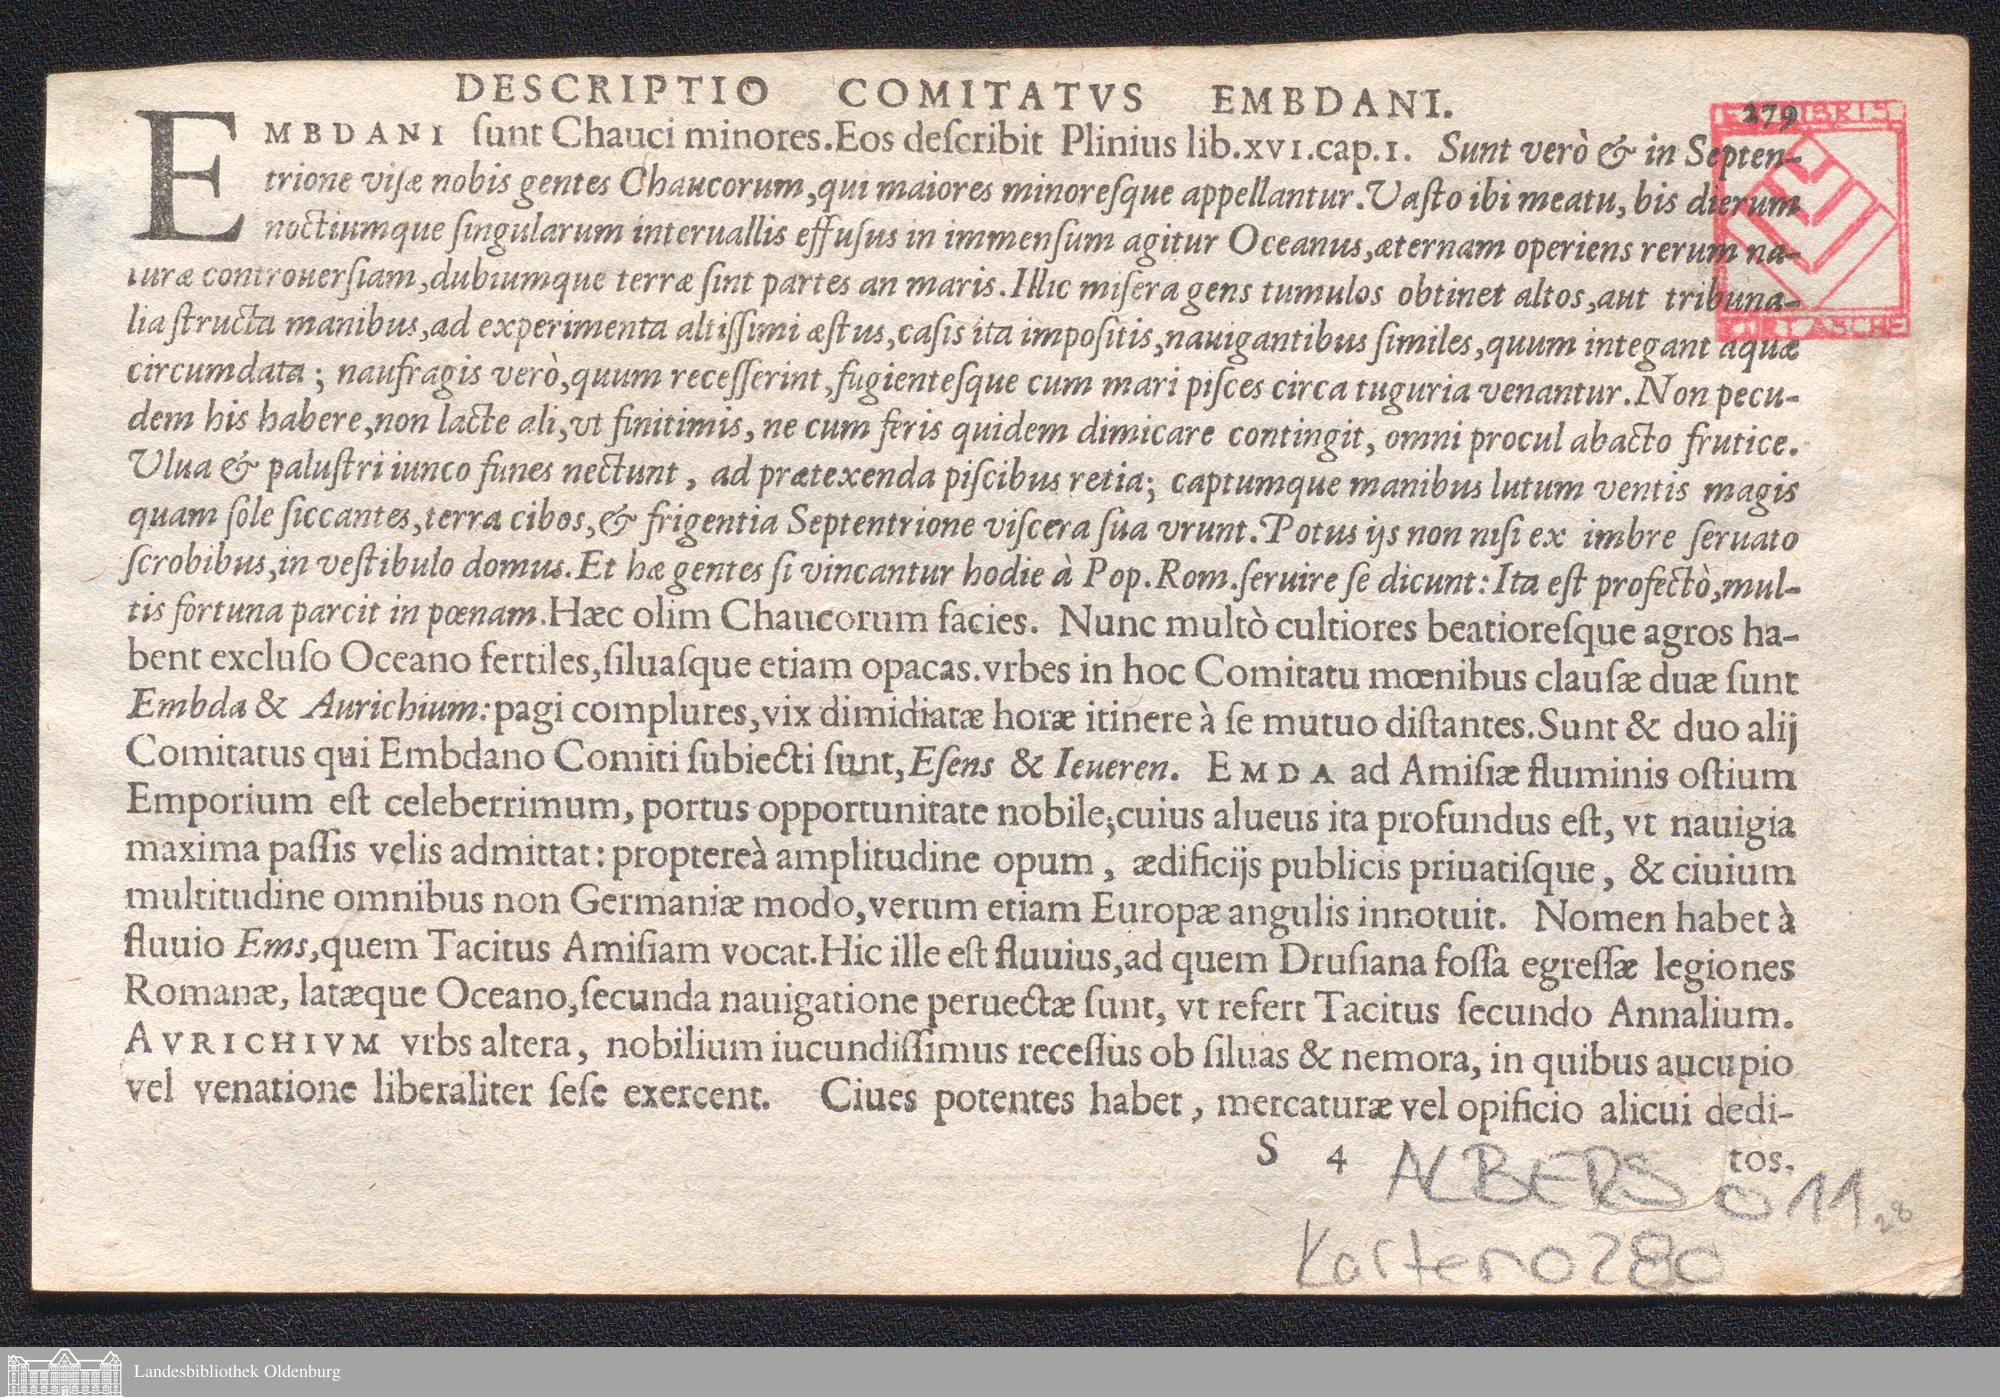 DESCRIPTIO COMITATVS EMBDANI.
279
EMBDANI ſunt Chauci minores. Eos deſcribit Plinius lib. XVI. cap. I. Sunt verò & in Septen-
trione viſæ nobis gentes Chaucorum, qui maiores minoreſque appellantur. Vaſto ibi meatu, bis dierum
noctiumque ſingularum interuallis effuſus in immenſum agitur Oceanus, æternam operiens rerum na-
turæ controuerſiam, dubiumque terræ ſint partes an maris. Illic miſera gens tumulos obtinet altos, aut tribuna-
lia ſtructa manibus, ad experimenta altiſſimi æſtus, caſis ita impoſitis, nauigantibus ſimiles, quum integant aquæ
circumdata; naufragis verò, quum receſſerint, fugienteſque cum mari piſces circa tuguria venantur. Non pecu-
dem his habere, non lacte ali, vt finitimis, ne cum feris quidem dimicare contingit, omni procul abacto frutice.
Vlua & paluſtri iunco funes nectunt, ad prætexenda piſcibus retia; captumque manibus lutum ventis magis
quam ſole ſiccantes, terra cibos, & frigentia Septentrione viſcera ſua vrunt. Potus ijs non niſi ex imbre ſeruato
ſcrobibus, in veſtibulo domus. Et hæ gentes ſi vincantur hodie à Pop. Rom. ſeruire ſe dicunt: Ita eſt profectò, mul-
tis fortuna parcit in pœnam. Hæc olim Chaucorum facies. Nunc multò cultiores beatioreſque agros ha-
bent excluſo Oceano fertiles, ſiluaſque etiam opacas. vrbes in hoc Comitatu mœnibus clauſæ duæ ſunt
Embda & Aurichium: pagi complures, vix dimidiatæ horæ itinere à ſe mutuo diſtantes. Sunt & duo alij
Comitatus qui Embdano Comiti ſubiecti ſunt, Eſens & Ieueren. EMDA ad Amiſiæ fluminis oſtium
Emporium eſt celeberrimum, portus opportunitate nobile; cuius alueus ita profundus eſt, vt nauigia
maxima paſſis velis admittat: proptereà amplitudine opum, ædificijs publicis priuatiſque, & ciuium
multitudine omnibus non Germaniæ modo, verum etiam Europæ angulis innotuit. Nomen habet à
fluuio Ems, quem Tacitus Amiſiam vocat. Hic ille eſt fluuius, ad quem Druſiana foſſa egreſſæ legiones
Romanæ, latæque Oceano, ſecunda nauigatione peruectæ ſunt, vt refert Tacitus ſecundo Annalium.
AVRICHIVM vrbs altera, nobilium iucundiſſimus receſſus ob ſiluas & nemora, in quibus aucupio
vel venatione liberaliter ſeſe exercent. Ciues potentes habet, mercaturæ vel opificio alicui dedi-
S 4 tos.
ALBERS 011 28
Karten 0280
Landesbibliothek Oldenburg